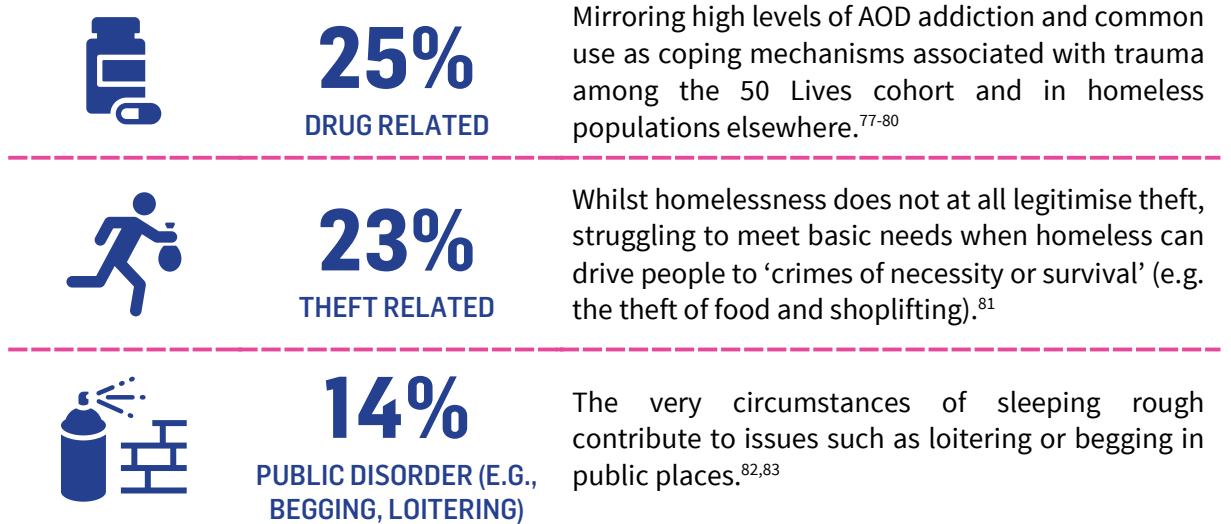 25%
DRUG RELATED
Mirroring high levels of AOD addiction and common
use as coping mechanisms associated with trauma
among the 50 Lives cohort and in homeless
populations elsewhere.77-80
23%
THEFT RELATED
Whilst homelessness does not at all legitimise theft,
struggling to meet basic needs when homeless can
drive people to ‘crimes of necessity or survival’ (e.g.
the theft of food and shoplifting).81
14%
PUBLIC DISORDER (E.G.,
BEGGING, LOITERING)
The very circumstances of sleeping rough
contribute to issues such as loitering or begging in
public places.82,83